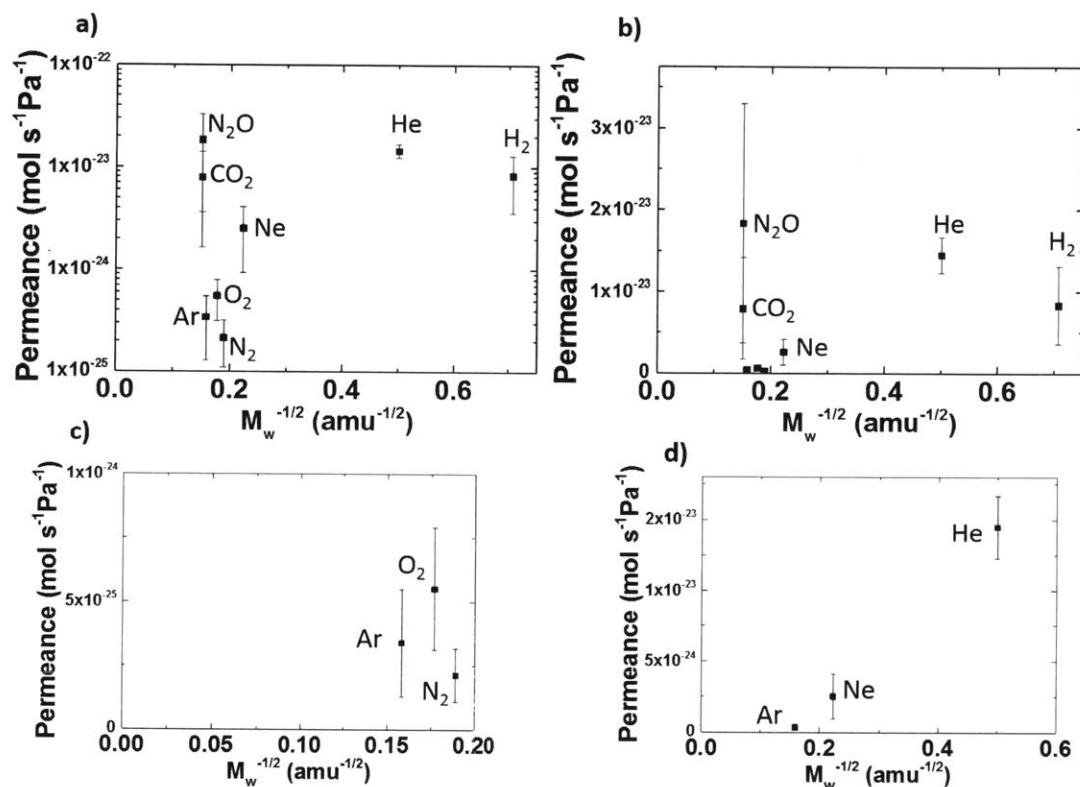 a)
Permeance (mol s⁻¹Pa⁻¹)
1x10⁻²²
1x10⁻²³
1x10⁻²⁴
1x10⁻²⁵
N₂O
CO₂
Ne
O₂
Ar
N₂
He
H₂
0.0 0.2 0.4 0.6
M_w⁻¹/² (amu⁻¹/²)
b)
Permeance (mol s⁻¹Pa⁻¹)
3x10⁻²³
2x10⁻²³
1x10⁻²³
0
N₂O
CO₂
Ne
He
H₂
0.0 0.2 0.4 0.6
M_w⁻¹/² (amu⁻¹/²)
c)
Permeance (mol s⁻¹Pa⁻¹)
1x10⁻²⁴
5x10⁻²⁵
0
O₂
Ar
N₂
0.00 0.05 0.10 0.15 0.20
M_w⁻¹/² (amu⁻¹/²)
d)
Permeance (mol s⁻¹Pa⁻¹)
2x10⁻²³
1x10⁻²³
5x10⁻²⁴
0
He
Ne
Ar
0.0 0.2 0.4 0.6
M_w⁻¹/² (amu⁻¹/²)